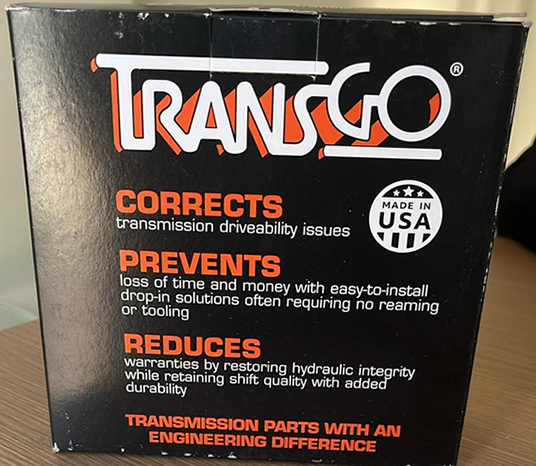 TRANSGO®
CORRECTS
transmission driveability issues
MADE IN
USA
PREVENTS
loss of time and money with easy-to-install
drop-in solutions often requiring no reaming
or tooling
REDUCES
warranties by restoring hydraulic integrity
while retaining shift quality with added
durability
TRANSMISSION PARTS WITH AN
ENGINEERING DIFFERENCE